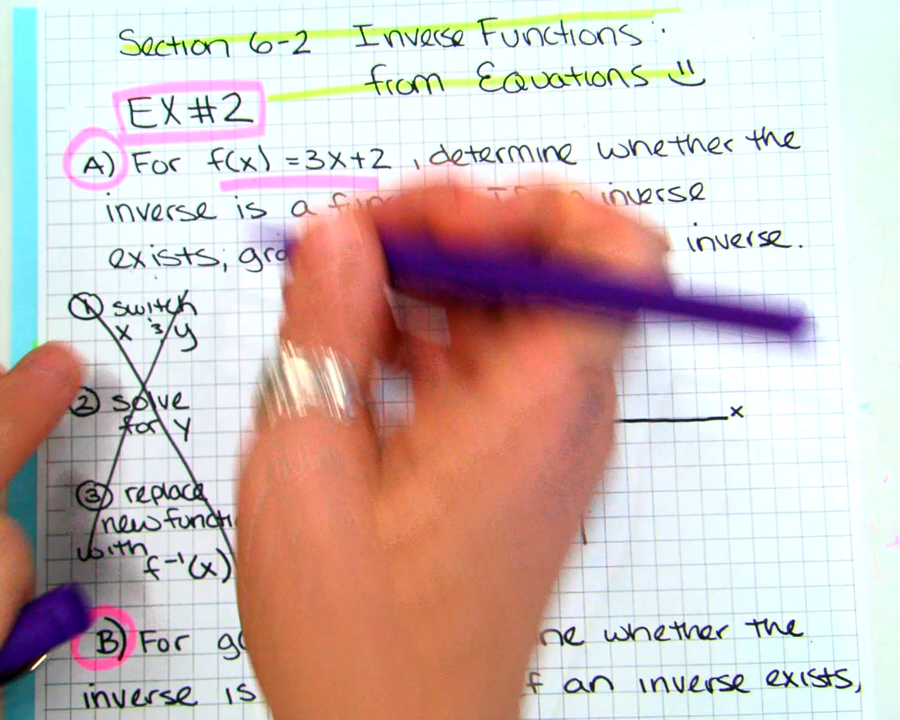 Section 6-2 Inverse Functions:
from Equations
EX #2
A) For f(x) = 3x+2, determine whether the
inverse is a inverse
exists, inverse.
① switch
x & y
② solve
for y
③ replace
new
with
f⁻¹(x)
x
B) For whether the
inverse is an inverse exists,